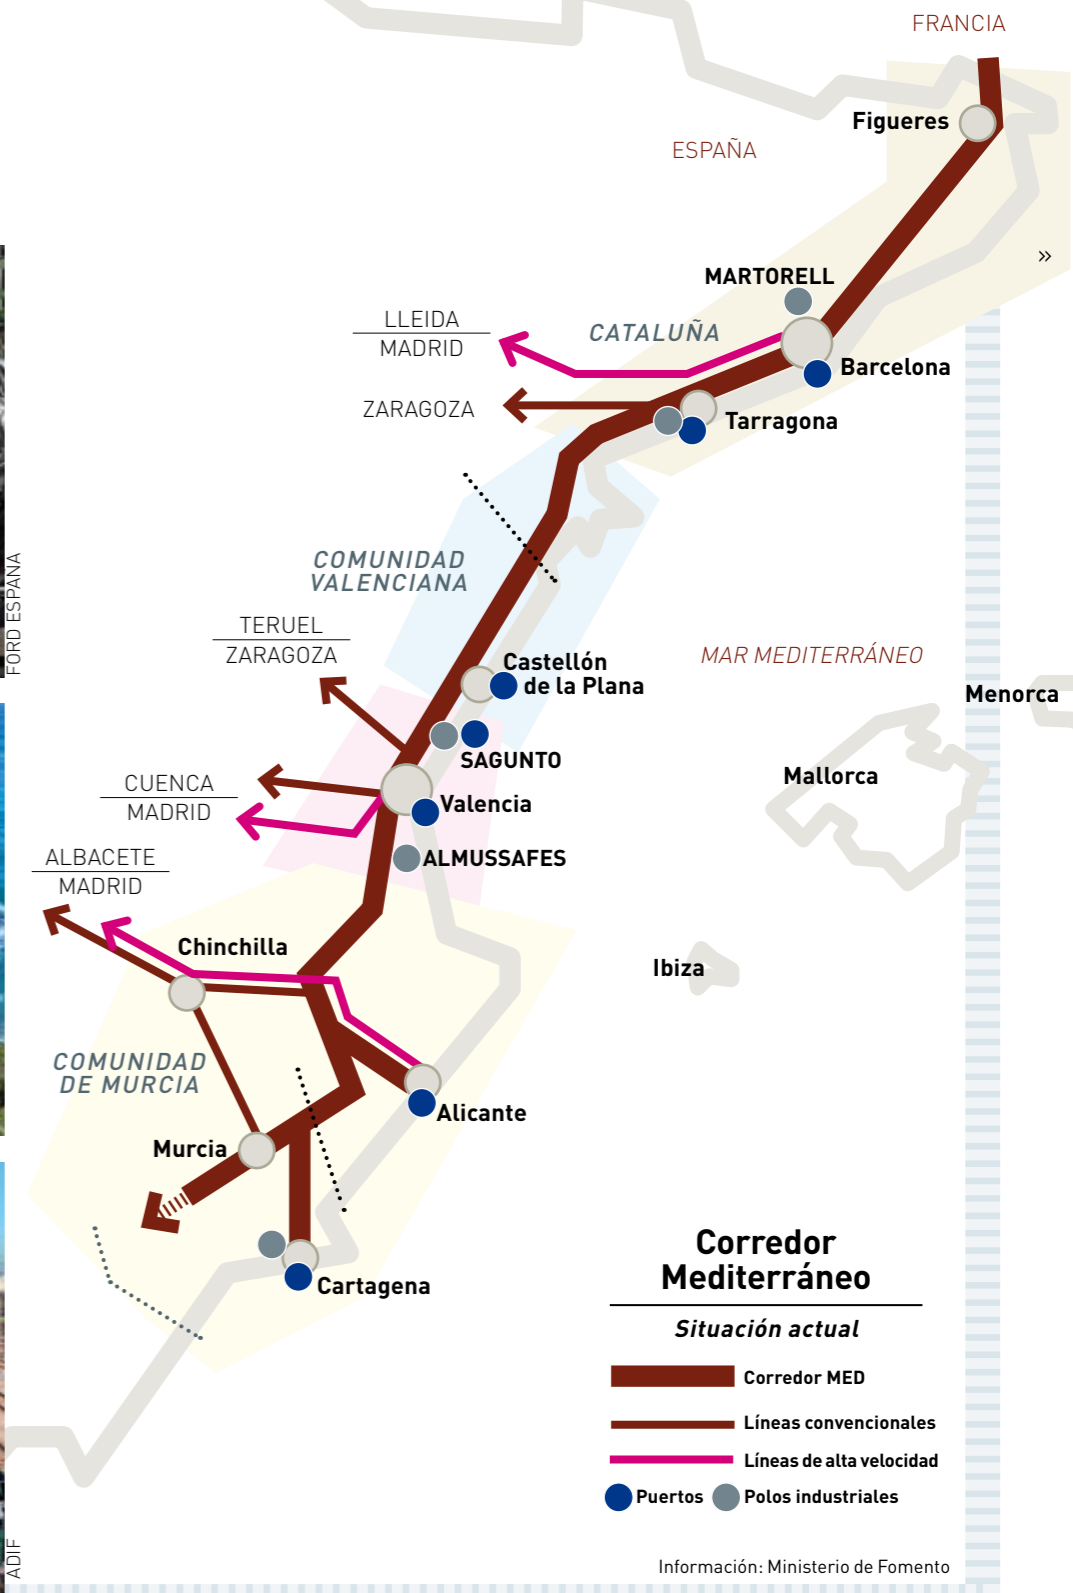 FRANCIA
Figueres
ESPAÑA
»
MARTORELL
LLEIDA
MADRID
CATALUÑA
Barcelona
ZARAGOZA
Tarragona
COMUNIDAD
VALENCIANA
FORD ESPAÑA
TERUEL
ZARAGOZA
Castellón
de la Plana
MAR MEDITERRÁNEO
Menorca
SAGUNTO
Mallorca
CUENCA
MADRID
Valencia
ALMUSSAFES
ALBACETE
MADRID
Chinchilla
Ibiza
COMUNIDAD
DE MURCIA
Alicante
Murcia
Cartagena
Corredor
Mediterráneo
Situación actual
Corredor MED
Líneas convencionales
Líneas de alta velocidad
Puertos
Polos industriales
Información: Ministerio de Fomento
ADIF